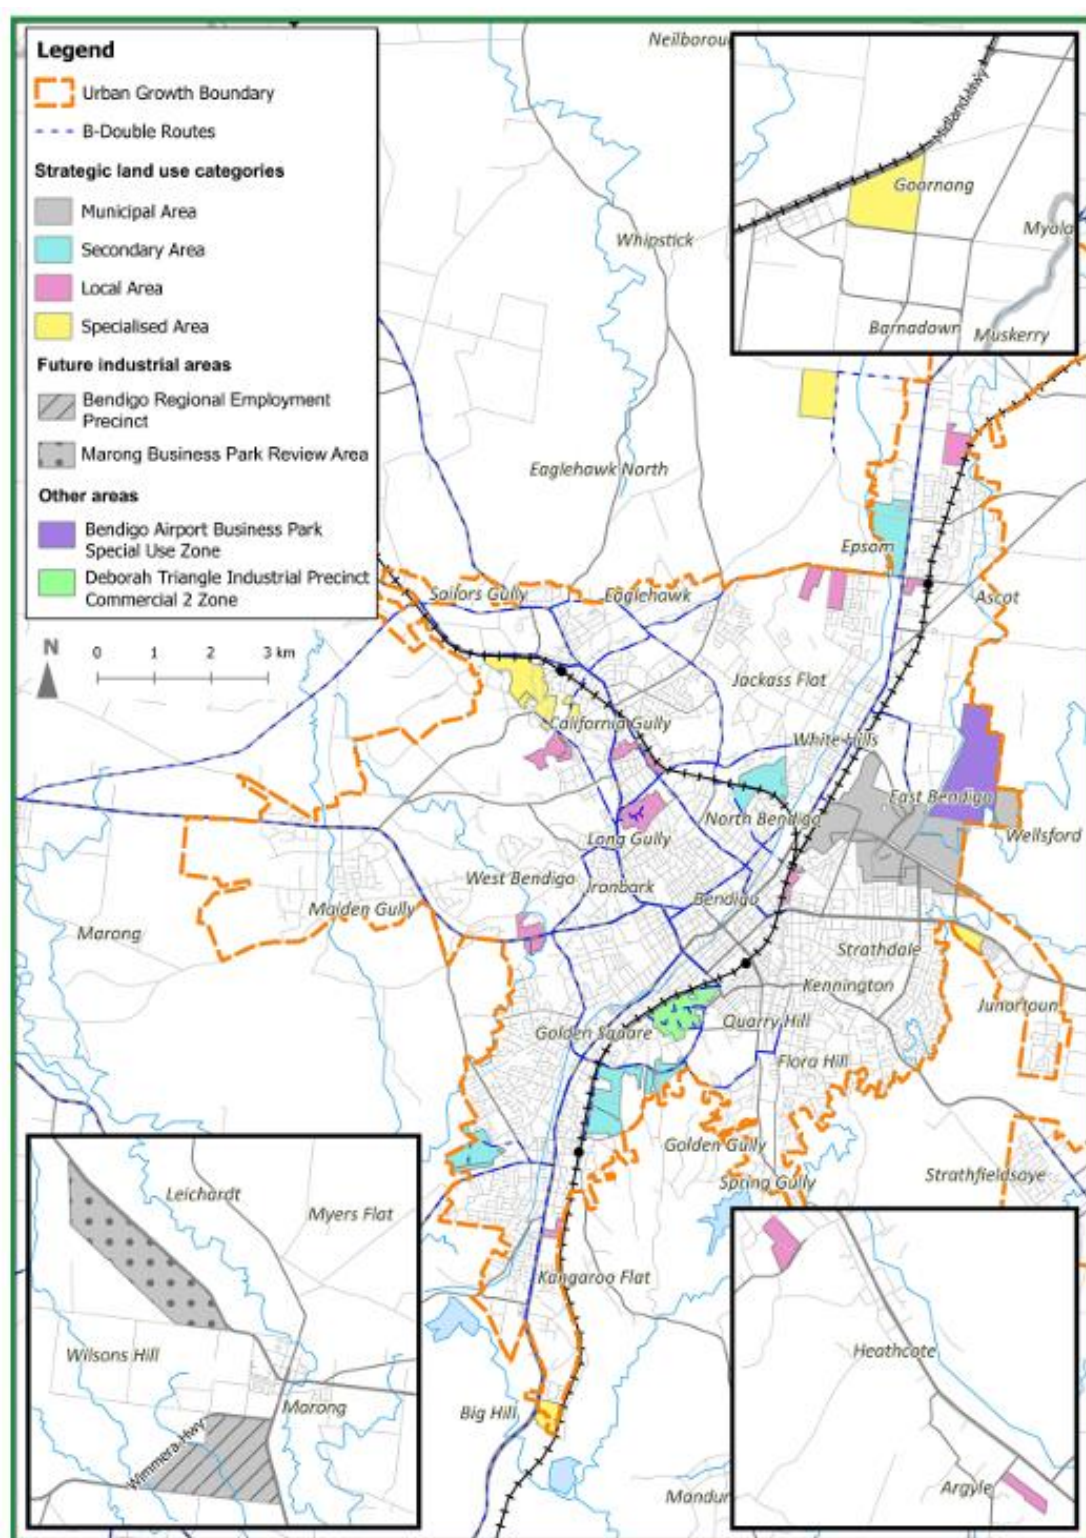 Legend
Urban Growth Boundary
B-Double Routes
Strategic land use categories
Municipal Area
Secondary Area
Local Area
Specialised Area
Future industrial areas
Bendigo Regional Employment
Precinct
Marong Business Park Review Area
Other areas
Bendigo Airport Business Park
Special Use Zone
Deborah Triangle Industrial Precinct
Commercial 2 Zone
N
0 1 2 3 km
Neilborou
Midland Hwy
Goornong
Myola
Barnadown
Muskerry
Whipstick
Eaglehawk North
Epsom
Ascot
Sailors Gully
Eaglehawk
Jackass Flat
California Gully
White Hills
East Bendigo
North Bendigo
Wellsford
Long Gully
West Bendigo
Ironbark
Bendigo
Maiden Gully
Marong
Strathdale
Kennington
Junortoun
Quarry Hill
Golden Square
Flora Hill
Golden Gully
Spring Gully
Strathfieldsaye
Kangaroo Flat
Big Hill
Mandur
Leichardt
Myers Flat
Wilsons Hill
Marong
Wimmera Hwy
Heathcote
Argyle